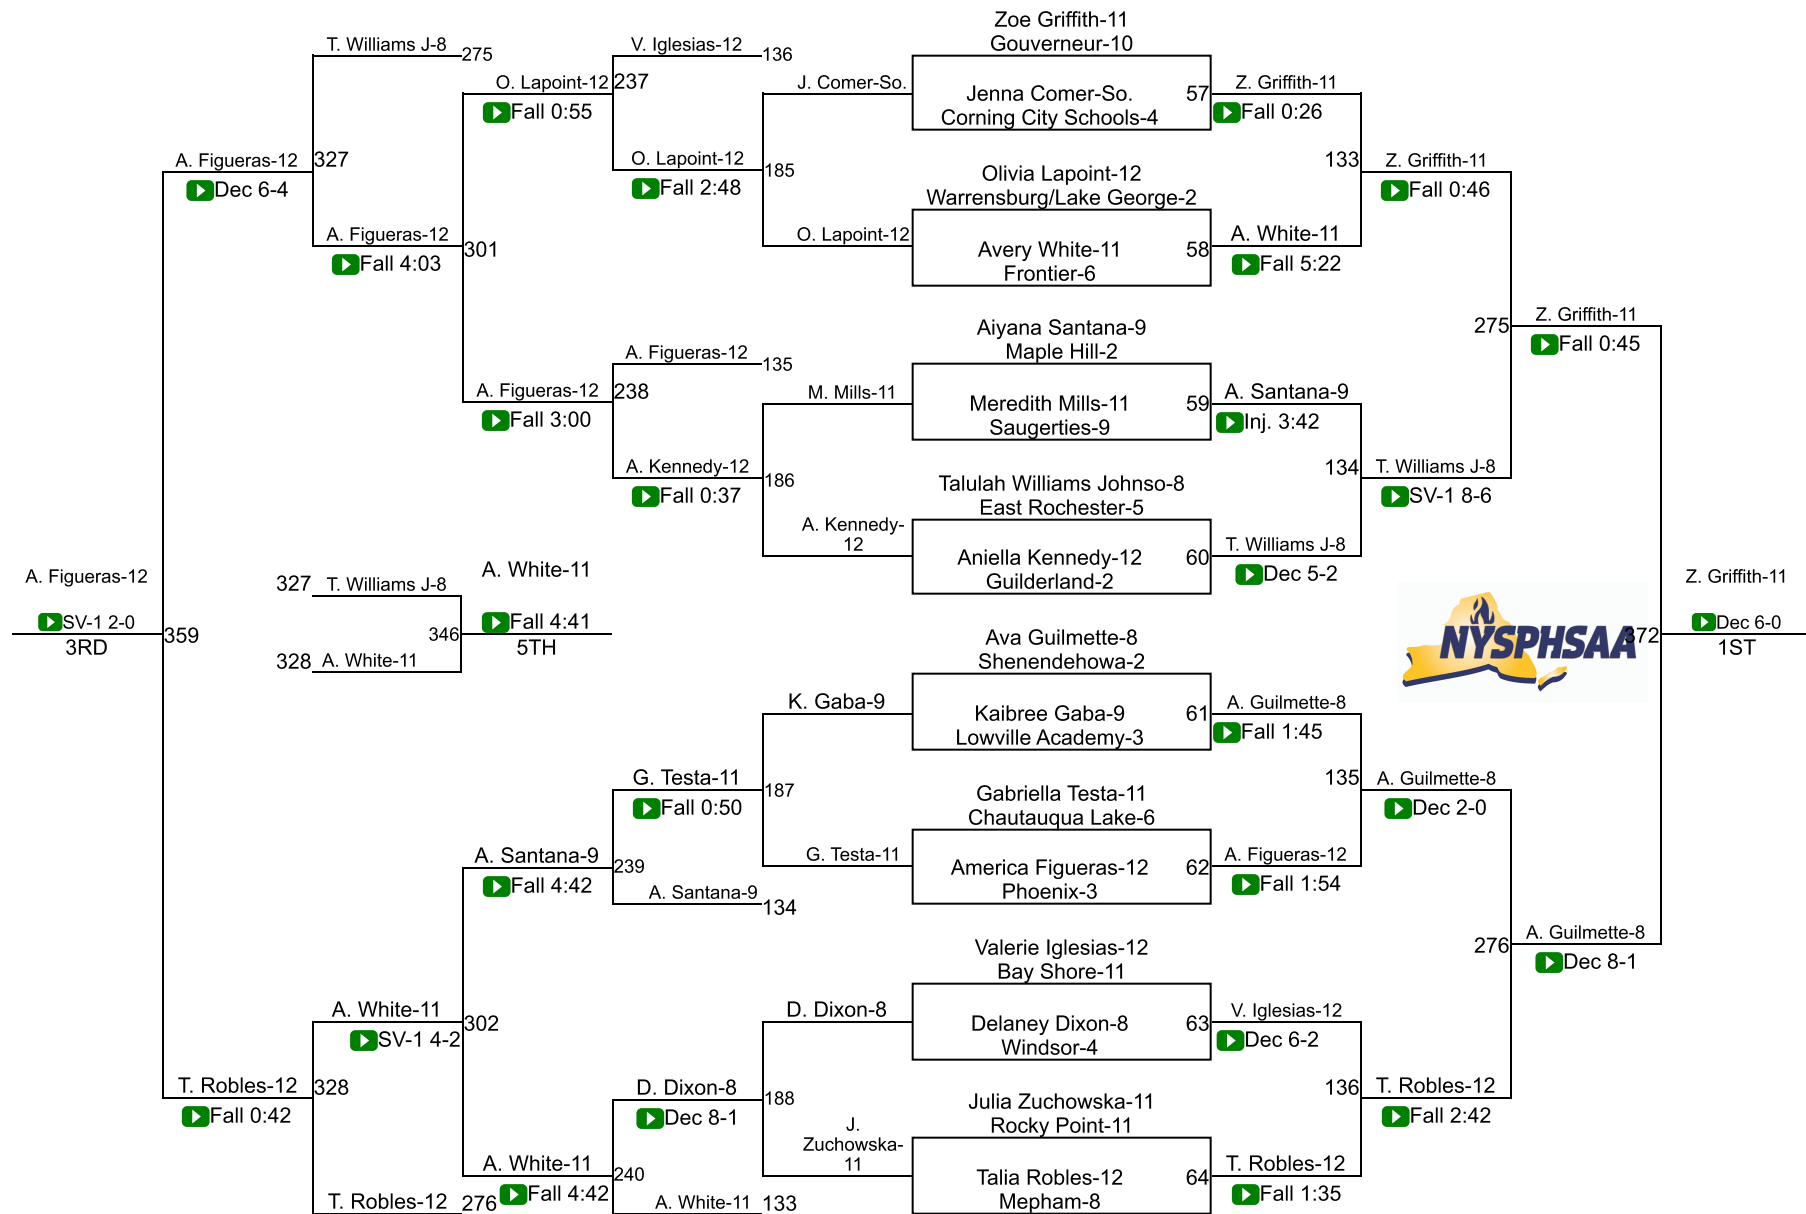 Zoe Griffith-11
Gouverneur-10
T. Williams J-8
275
V. Iglesias-12
136
O. Lapoint-12
237
J. Comer-So.
Jenna Comer-So.
57
Z. Griffith-11
Fall 0:55
Corning City Schools-4
Fall 0:26
A. Figueras-12
327
O. Lapoint-12
133
Z. Griffith-11
Dec 6-4
Fall 2:48
185
Olivia Lapoint-12
Fall 0:46
Warrensburg/Lake George-2
A. Figueras-12
O. Lapoint-12
A. White-11
Fall 4:03
301
Avery White-11
58
Fall 5:22
Frontier-6
Aiyana Santana-9
275
Z. Griffith-11
A. Figueras-12
135
Maple Hill-2
Fall 0:45
A. Figueras-12
238
M. Mills-11
Meredith Mills-11
59
A. Santana-9
Fall 3:00
Saugerties-9
Inj. 3:42
A. Kennedy-12
134
T. Williams J-8
Fall 0:37
186
Talulah Williams Johnso-8
SV-1 8-6
East Rochester-5
A. Kennedy-
12
Aniella Kennedy-12
60
T. Williams J-8
Guilderland-2
Dec 5-2
A. Figueras-12
327
T. Williams J-8
A. White-11
Z. Griffith-11
SV-1 2-0
359
346
Fall 4:41
NYSPHSAA
372
Dec 6-0
3RD
5TH
1ST
328
A. White-11
Ava Guilmette-8
Shenendehowa-2
K. Gaba-9
Kaibree Gaba-9
61
A. Guilmette-8
Lowville Academy-3
Fall 1:45
G. Testa-11
187
135
A. Guilmette-8
Fall 0:50
Gabriella Testa-11
Dec 2-0
Chautauqua Lake-6
A. Santana-9
239
G. Testa-11
America Figueras-12
62
A. Figueras-12
Fall 4:42
A. Santana-9
134
Phoenix-3
Fall 1:54
Valerie Iglesias-12
276
A. Guilmette-8
Bay Shore-11
Dec 8-1
A. White-11
302
D. Dixon-8
Delaney Dixon-8
63
V. Iglesias-12
SV-1 4-2
Windsor-4
Dec 6-2
T. Robles-12
328
D. Dixon-8
188
136
T. Robles-12
Fall 0:42
Dec 8-1
Julia Zuchowska-11
Fall 2:42
Rocky Point-11
J.
Zuchowska-
11
A. White-11
240
Talia Robles-12
64
T. Robles-12
T. Robles-12
276
Fall 4:42
A. White-11
133
Mepham-8
Fall 1:35